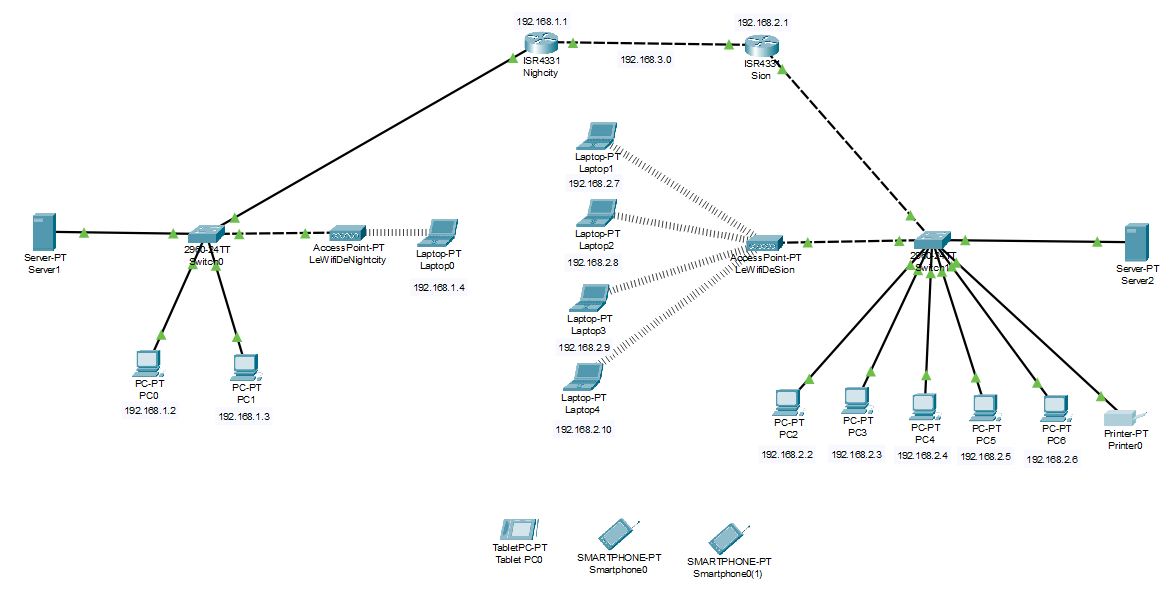 192.168.1.1
ISR4331
Nighcity
192.168.3.0
192.168.2.1
ISR4331
Sion
Server-PT
Server1
2960-24TT
Switch0
AccessPoint-PT
LeWifiDeNightcity
Laptop-PT
Laptop0
192.168.1.4
PC-PT
PC0
192.168.1.2
PC-PT
PC1
192.168.1.3
Laptop-PT
Laptop1
192.168.2.7
Laptop-PT
Laptop2
192.168.2.8
Laptop-PT
Laptop3
192.168.2.9
Laptop-PT
Laptop4
192.168.2.10
AccessPoint-PT
LeWifiDeSion
2960-24TT
Switch1
Server-PT
Server2
PC-PT
PC2
192.168.2.2
PC-PT
PC3
192.168.2.3
PC-PT
PC4
192.168.2.4
PC-PT
PC5
192.168.2.5
PC-PT
PC6
192.168.2.6
Printer-PT
Printer0
TabletPC-PT
Tablet PC0
SMARTPHONE-PT
Smartphone0
SMARTPHONE-PT
Smartphone0(1)